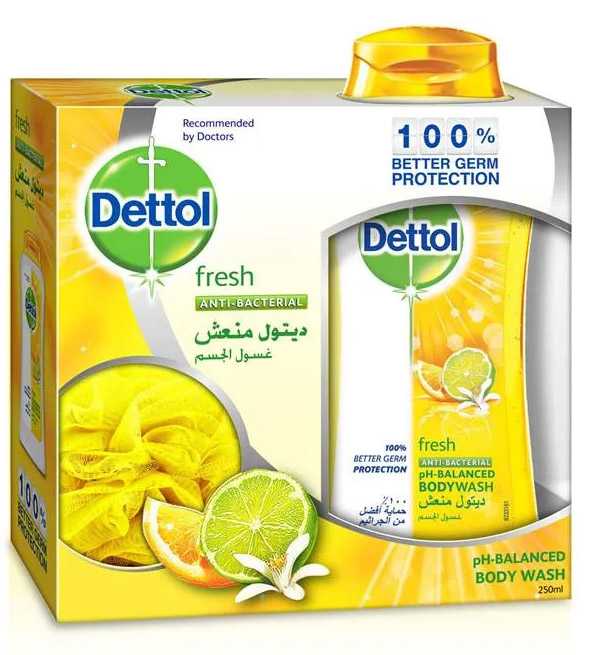 Recommended
by Doctors
Dettol
fresh
ANTI-BACTERIAL
ديتول منعش
غسول الجسم
100%
BETTER GERM
PROTECTION
Dettol
100%
BETTER GERM
PROTECTION
١٠٠٪
حماية أفضل
من الجراثيم
fresh
ANTI-BACTERIAL
pH-BALANCED
BODYWASH
ديتول منعش
غسول الجسم
pH-BALANCED
BODY WASH
250ml
fresh
Dettol
100%
BETTER GERM
PROTECTION